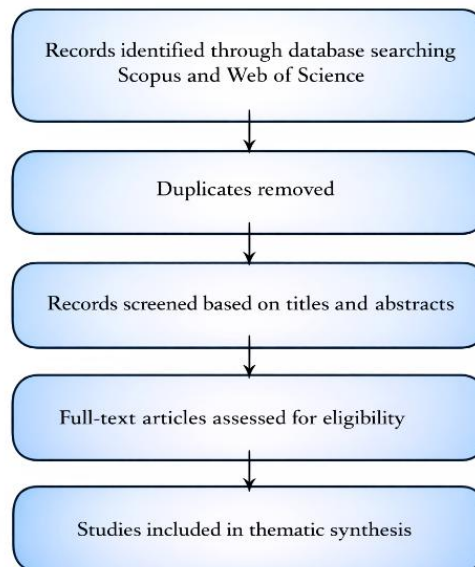 Records identified through database searching
Scopus and Web of Science
Duplicates removed
Records screened based on titles and abstracts
Full-text articles assessed for eligibility
Studies included in thematic synthesis